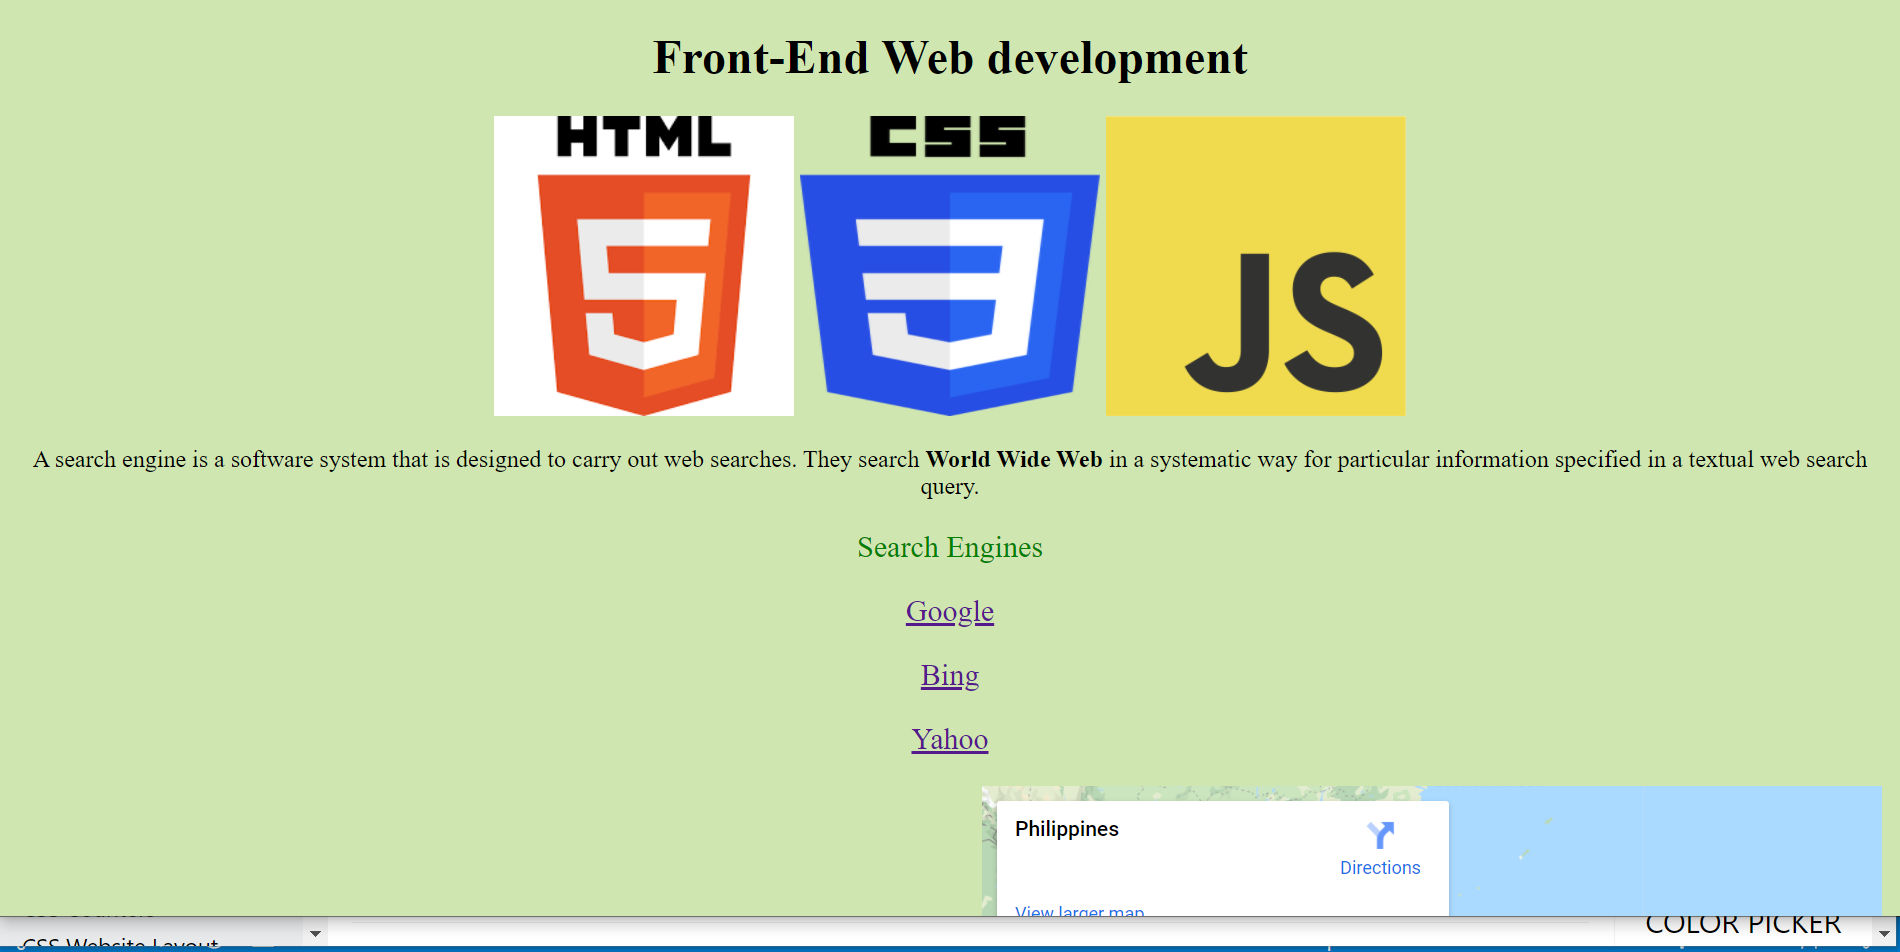 Front-End Web development
HTML
CSS
JS
A search engine is a software system that is designed to carry out web searches. They search World Wide Web in a systematic way for particular information specified in a textual web search
query.
Search Engines
Google
Bing
Yahoo
Philippines
Directions
View larger map
COLOR PICKER
CSS Website Layout